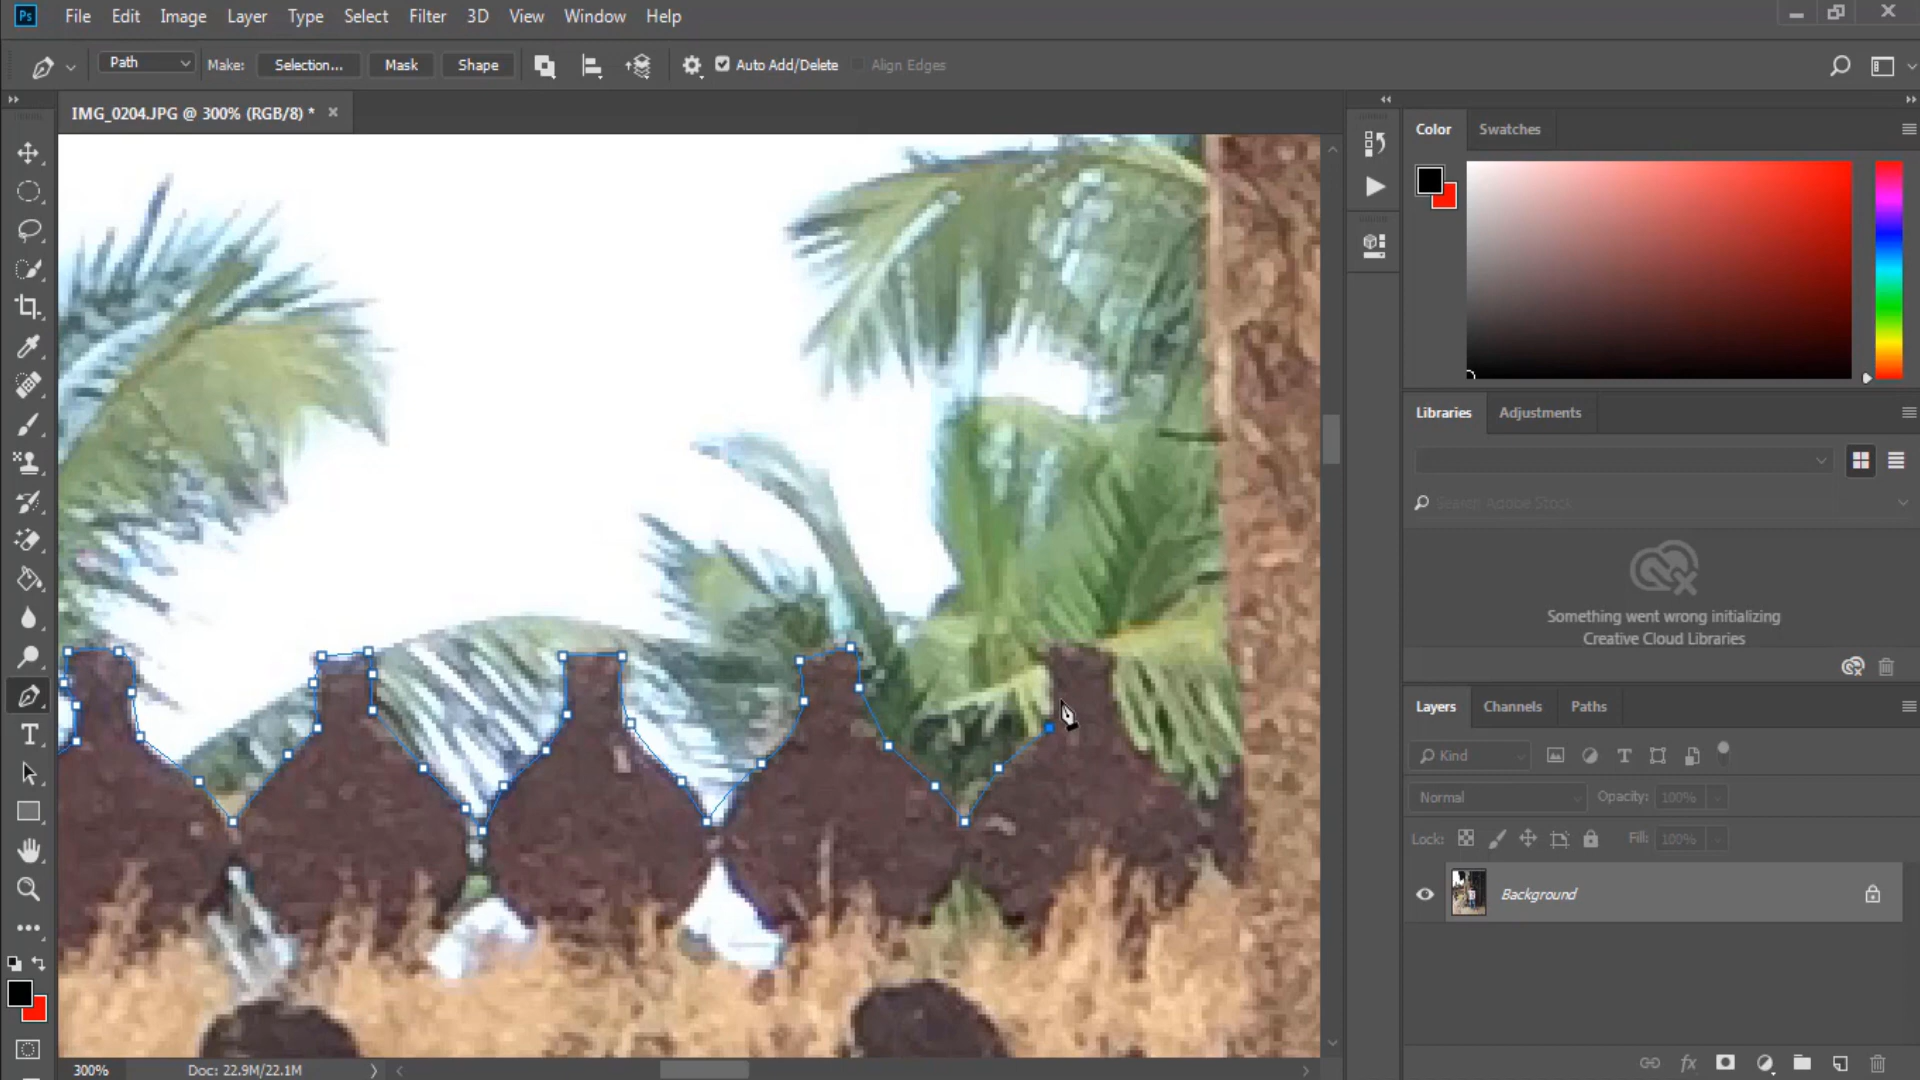 Ps File Edit Image Layer Type Select Filter 3D View Window Help
Path Make: Selection... Mask Shape Auto Add/Delete Align Edges
IMG_0204.JPG @ 300% (RGB/8) * ×
Color Swatches
Libraries Adjustments
Search Adobe Stock
Something went wrong initializing
Creative Cloud Libraries
Layers Channels Paths
Kind
Normal Opacity: 100%
Lock: Fill: 100%
Background
fx
300% Doc: 22.9M/22.1M